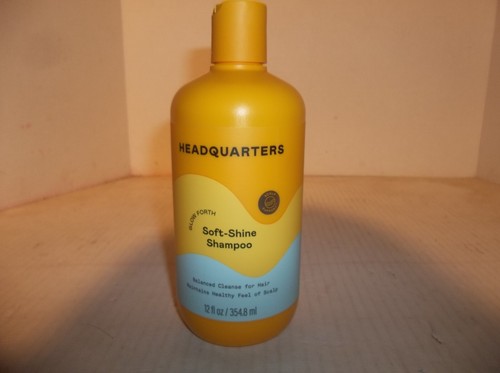 HEADQUARTERS
GLOW FORTH
Soft-Shine
Shampoo
Balanced Cleanse for Hair
Maintains Healthy Feel of Scalp
12 fl oz / 354.8 ml